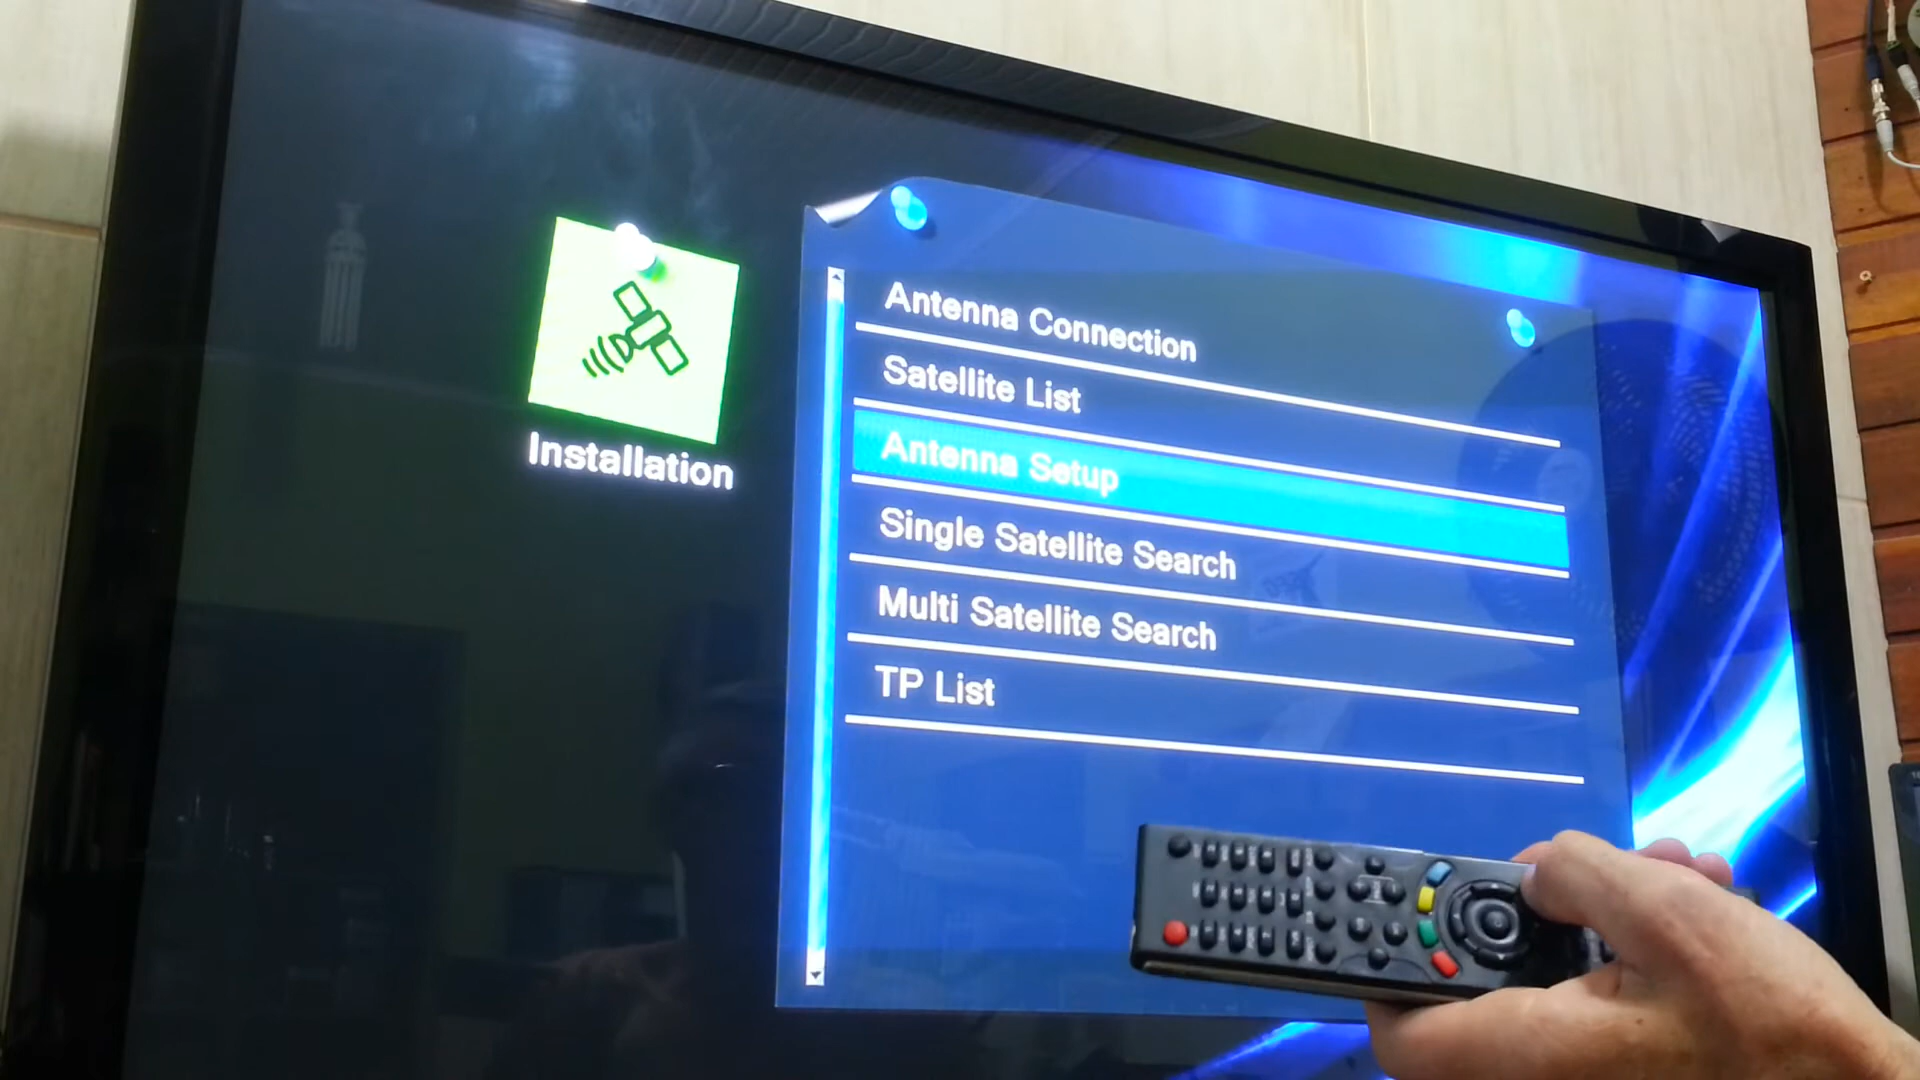 Installation
Antenna Connection
Satellite List
Antenna Setup
Single Satellite Search
Multi Satellite Search
TP List